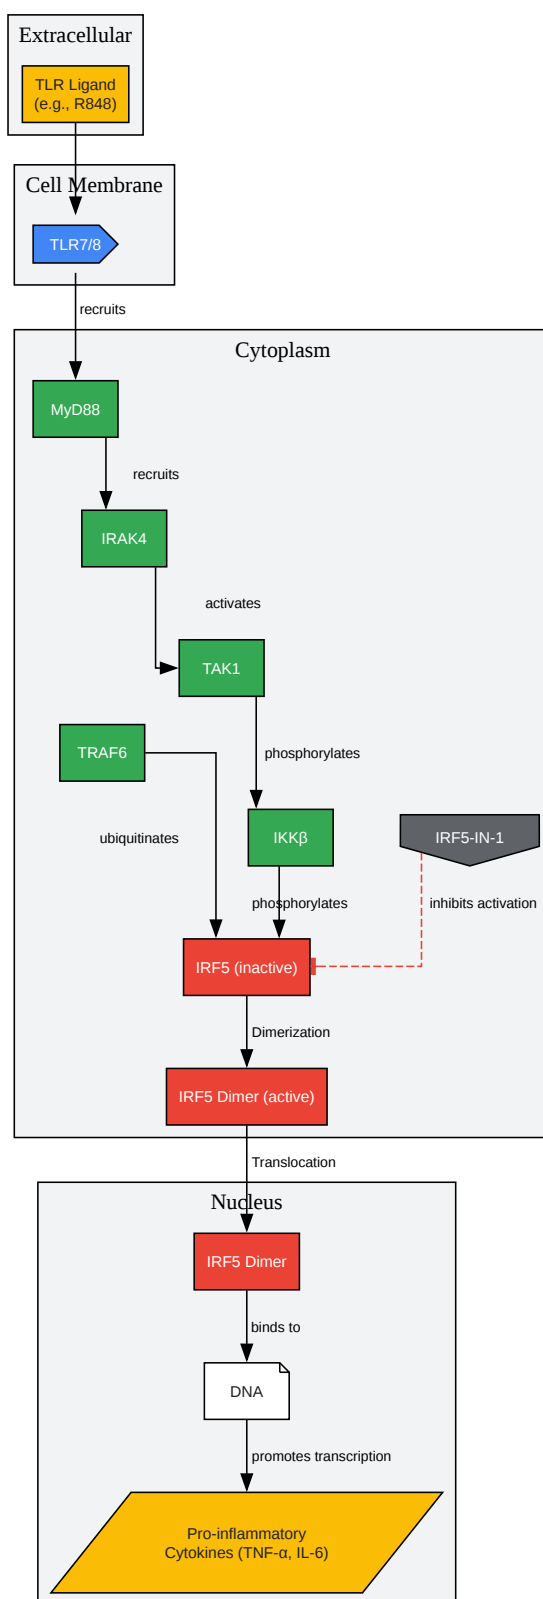 Extracellular
TLR Ligand
(e.g., R848)
Cell Membrane
TLR7/8
recruits
Cytoplasm
MyD88
recruits
IRAK4
activates
TAK1
TRAF6
phosphorylates
ubiquitinates
IKKβ
IRF5-IN-1
phosphorylates
inhibits activation
IRF5 (inactive)
Dimerization
IRF5 Dimer (active)
Translocation
Nucleus
IRF5 Dimer
binds to
DNA
promotes transcription
Pro-inflammatory
Cytokines (TNF-α, IL-6)